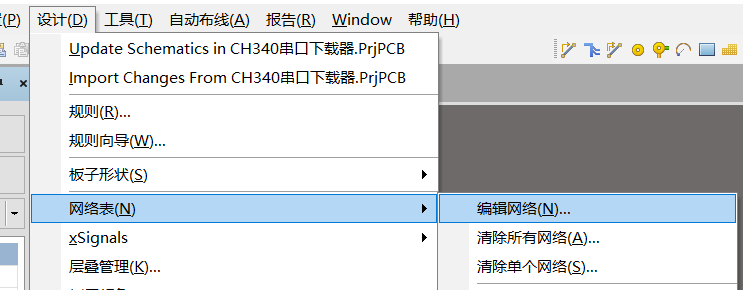 (P) 设计(D) 工具(T) 自动布线(A) 报告(R) Window 帮助(H)
Update Schematics in CH340串口下载器.PrjPCB
Import Changes From CH340串口下载器.PrjPCB
规则(R)...
规则向导(W)...
板子形状(S)
网络表(N)
编辑网络(N)...
xSignals
清除所有网络(A)...
层叠管理(K)...
清除单个网络(S)...